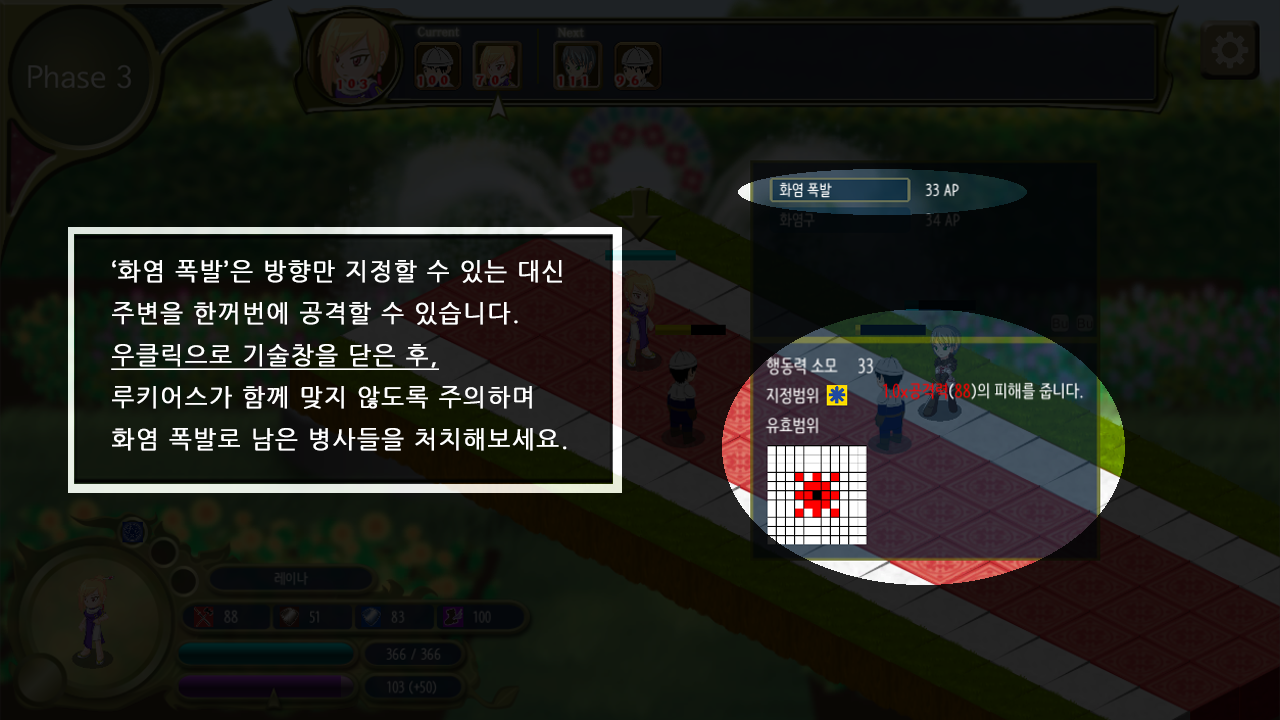 Phase 3
Current
Next
103
100
70
111
96
화염 폭발 33 AP
화염구 34 AP
‘화염 폭발’은 방향만 지정할 수 있는 대신
주변을 한꺼번에 공격할 수 있습니다.
우클릭으로 기술창을 닫은 후,
루키어스가 함께 맞지 않도록 주의하며
화염 폭발로 남은 병사들을 처치해보세요.
행동력 소모 33
지정범위
1.0x공격력(88)의 피해를 줍니다.
유효범위
레이나
88 51 83 100
366 / 366
103 (+50)